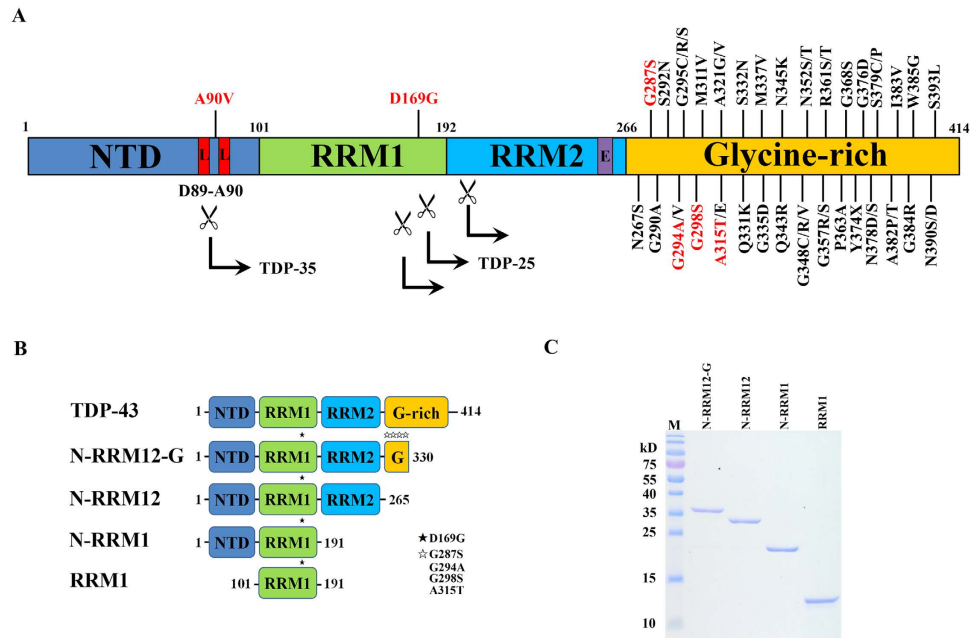 A
G287S
S292N
G295C/R/S
M311V
A321G/V
S332N
M337V
N345K
N352S/T
R361S/T
G368S
G376D
S379C/P
I383V
W385G
S393L
A90V
D169G
1
101
192
266
414
NTD
L
L
RRM1
RRM2
E
Glycine-rich
D89-A90
TDP-35
TDP-25
N267S
G290A
G294A/V
G298S
A315T/E
Q331K
G335D
Q343R
G348C/R/V
G357R/S
P363A
Y374X
N378D/S
A382P/T
G384R
N390S/D
B
TDP-43 1 NTD RRM1 RRM2 G-rich 414
N-RRM12-G 1 NTD RRM1 RRM2 G 330
N-RRM12 1 NTD RRM1 RRM2 265
N-RRM1 1 NTD RRM1 191
RRM1 101 RRM1 191
★D169G
☆G287S
G294A
G298S
A315T
C
N-RRM12-G
N-RRM12
N-RRM1
RRM1
M
kD
75
55
40
35
25
15
10